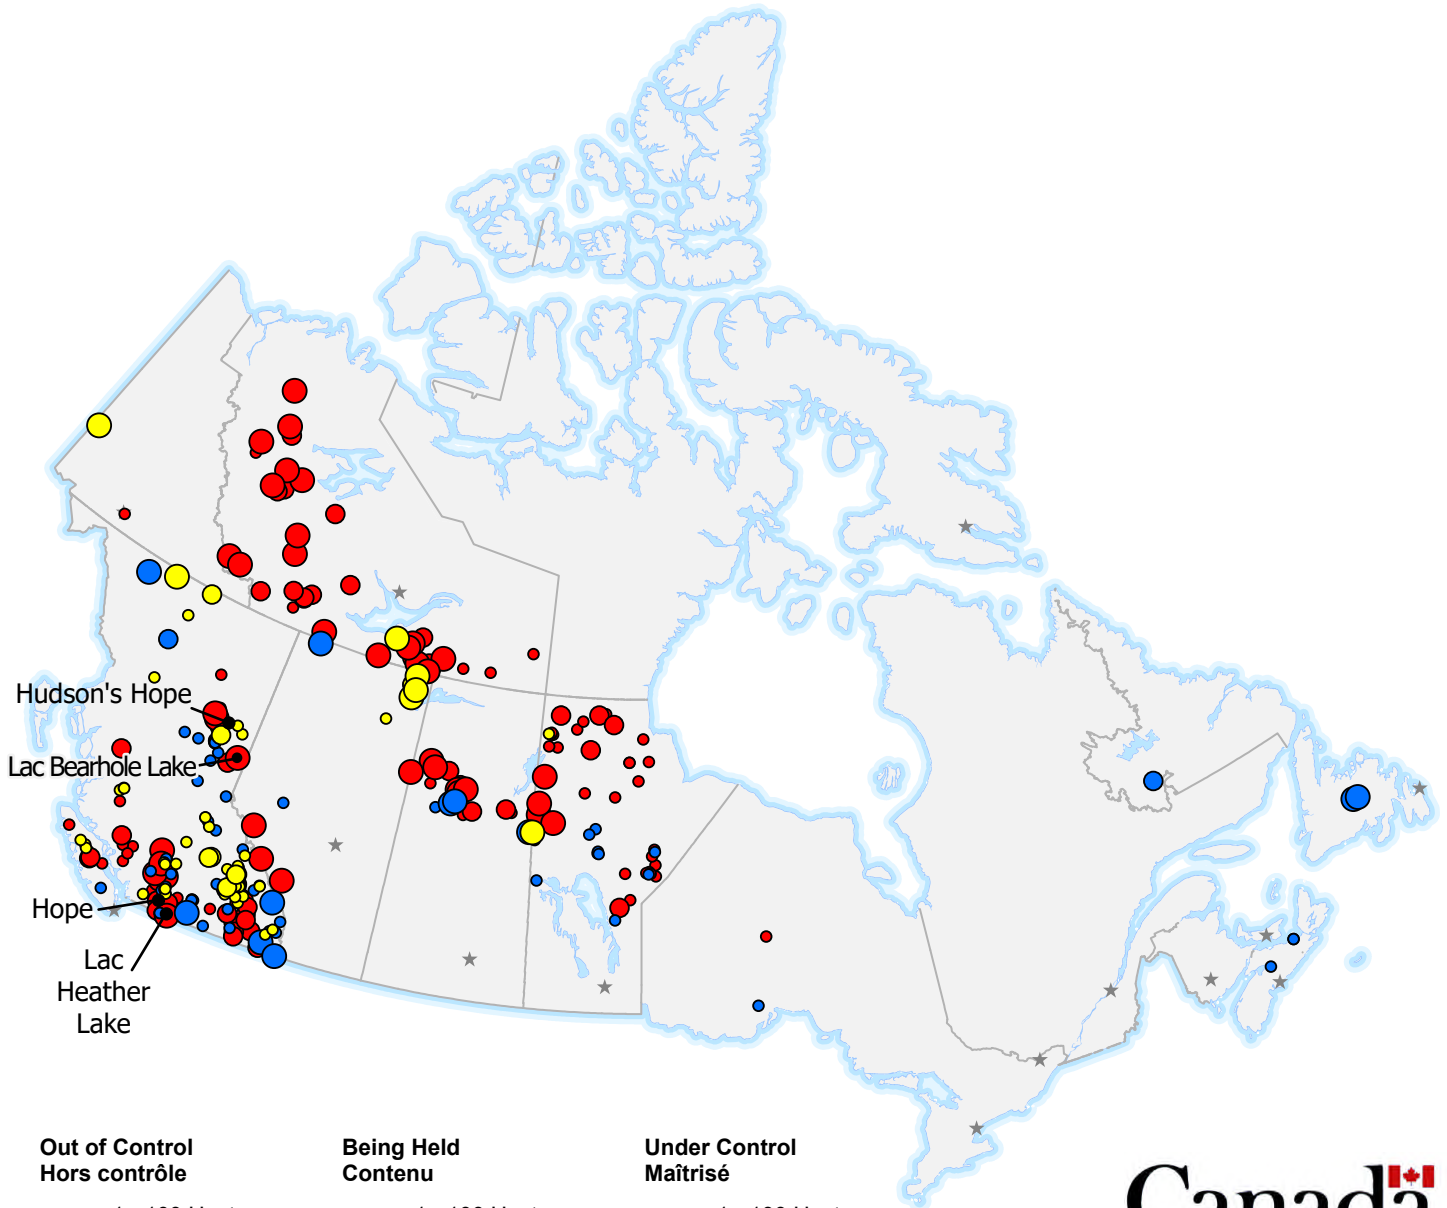 Hudson's Hope
Lac Bearhole Lake
Hope
Lac
Heather
Lake
Out of Control
Hors contrôle
Being Held
Contenu
Under Control
Maîtrisé
Canada